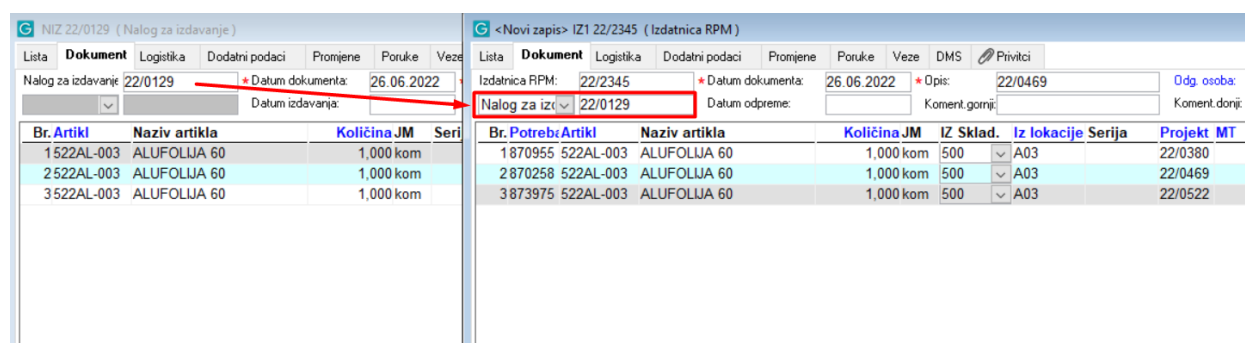 NIZ 22/0129 ( Nalog za izdavanje )
Lista Dokument Logistika Dodatni podaci Promjene Poruke Veze
Nalog za izdavanje 22/0129 * Datum dokumenta: 26.06.2022 *
Datum izdavanja:
Br. Artikl Naziv artikla Količina JM Seri
1 522AL-003 ALUFOLIJA 60 1,000 kom
2 522AL-003 ALUFOLIJA 60 1,000 kom
3 522AL-003 ALUFOLIJA 60 1,000 kom
<Novi zapis> IZ1 22/2345 ( Izdatnica RPM )
Lista Dokument Logistika Dodatni podaci Promjene Poruke Veze DMS Privitci
Izdatnica RPM: 22/2345 * Datum dokumenta: 26.06.2022 * Opis: 22/0469 Odg. osoba:
Nalog za izd 22/0129 Datum odpreme: Koment.gornji: Koment.donji:
Br. Potreba Artikl Naziv artikla Količina JM IZ Sklad. Iz lokacije Serija Projekt MT
1 870955 522AL-003 ALUFOLIJA 60 1,000 kom 500 A03 22/0380
2 870258 522AL-003 ALUFOLIJA 60 1,000 kom 500 A03 22/0469
3 873975 522AL-003 ALUFOLIJA 60 1,000 kom 500 A03 22/0522